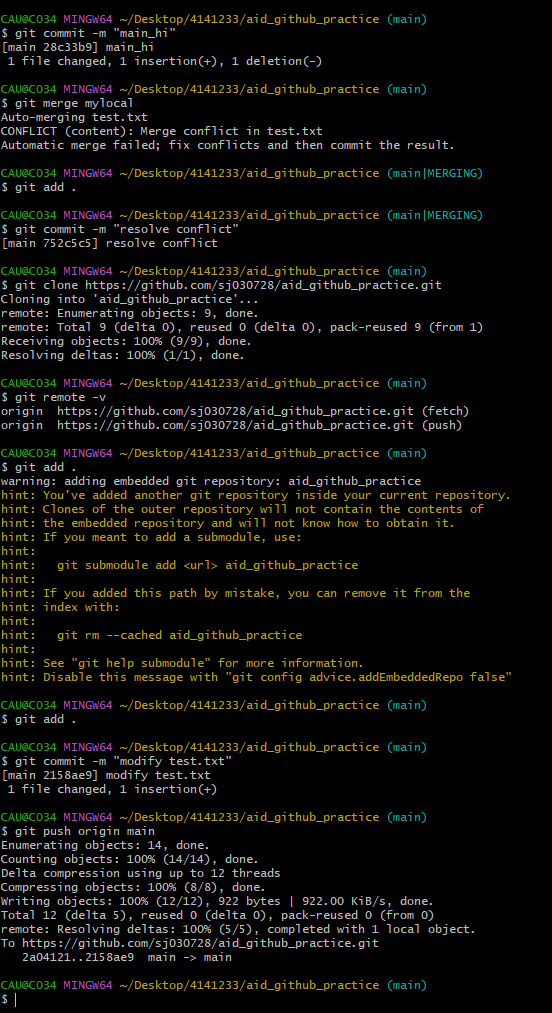 CAU@CO34 MINGW64 ~/Desktop/4141233/aid_github_practice (main)
$ git commit -m "main_hi"
[main 28c33b9] main_hi
 1 file changed, 1 insertion(+), 1 deletion(-)

CAU@CO34 MINGW64 ~/Desktop/4141233/aid_github_practice (main)
$ git merge mylocal
Auto-merging test.txt
CONFLICT (content): Merge conflict in test.txt
Automatic merge failed; fix conflicts and then commit the result.

CAU@CO34 MINGW64 ~/Desktop/4141233/aid_github_practice (main|MERGING)
$ git add .

CAU@CO34 MINGW64 ~/Desktop/4141233/aid_github_practice (main|MERGING)
$ git commit -m "resolve conflict"
[main 752c5c5] resolve conflict

CAU@CO34 MINGW64 ~/Desktop/4141233/aid_github_practice (main)
$ git clone https://github.com/sj030728/aid_github_practice.git
Cloning into 'aid_github_practice'...
remote: Enumerating objects: 9, done.
remote: Total 9 (delta 0), reused 0 (delta 0), pack-reused 9 (from 1)
Receiving objects: 100% (9/9), done.
Resolving deltas: 100% (1/1), done.

CAU@CO34 MINGW64 ~/Desktop/4141233/aid_github_practice (main)
$ git remote -v
origin  https://github.com/sj030728/aid_github_practice.git (fetch)
origin  https://github.com/sj030728/aid_github_practice.git (push)

CAU@CO34 MINGW64 ~/Desktop/4141233/aid_github_practice (main)
$ git add .
warning: adding embedded git repository: aid_github_practice
hint: You've added another git repository inside your current repository.
hint: Clones of the outer repository will not contain the contents of
hint: the embedded repository and will not know how to obtain it.
hint: If you meant to add a submodule, use:
hint:
hint:   git submodule add <url> aid_github_practice
hint:
hint: If you added this path by mistake, you can remove it from the
hint: index with:
hint:
hint:   git rm --cached aid_github_practice
hint:
hint: See "git help submodule" for more information.
hint: Disable this message with "git config advice.addEmbeddedRepo false"

CAU@CO34 MINGW64 ~/Desktop/4141233/aid_github_practice (main)
$ git add .

CAU@CO34 MINGW64 ~/Desktop/4141233/aid_github_practice (main)
$ git commit -m "modify test.txt"
[main 2158ae9] modify test.txt
 1 file changed, 1 insertion(+)

CAU@CO34 MINGW64 ~/Desktop/4141233/aid_github_practice (main)
$ git push origin main
Enumerating objects: 14, done.
Counting objects: 100% (14/14), done.
Delta compression using up to 12 threads
Compressing objects: 100% (8/8), done.
Writing objects: 100% (12/12), 922 bytes | 922.00 KiB/s, done.
Total 12 (delta 5), reused 0 (delta 0), pack-reused 0 (from 0)
remote: Resolving deltas: 100% (5/5), completed with 1 local object.
To https://github.com/sj030728/aid_github_practice.git
   2a04121..2158ae9  main -> main

CAU@CO34 MINGW64 ~/Desktop/4141233/aid_github_practice (main)
$